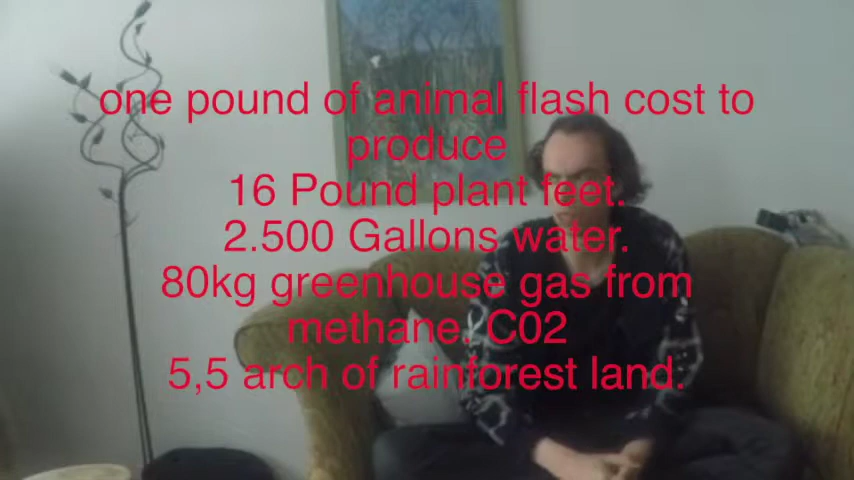 one pound of animal flash cost to
produce
16 Pound plant feet.
2.500 Gallons water.
80kg greenhouse gas from
methane. C02
5,5 arch of rainforest land.